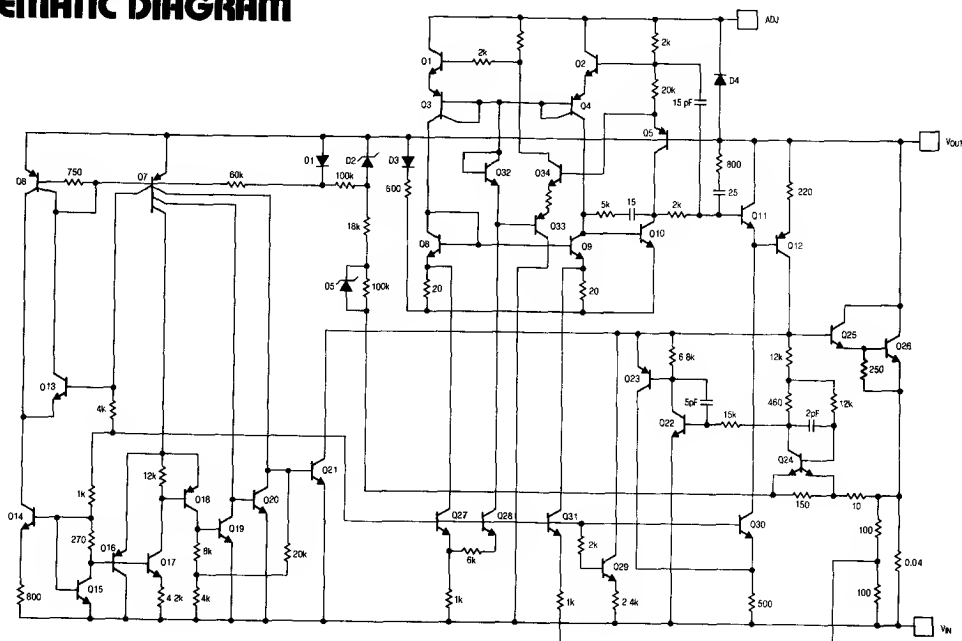 EMATIC DIAGRAM
ADJ
2k
Q1
2k
Q2
D4
20k
15 pF
Q3
Q4
Q5
VOUT
D1
D2
D3
Q32
Q34
800
25
Q8
750
Q7
60k
100k
600
220
18k
5k
15
2k
Q11
Q33
Q12
Q8
Q9
Q10
D5
100k
20
20
Q25
Q26
6 8k
12k
250
Q13
Q23
4k
5pF
460
12k
15k
2pF
Q22
Q24
12k
Q21
1k
Q18
Q20
150
10
Q14
Q27
Q28
Q31
Q30
100
270
Q16
Q17
Q19
8k
20k
2k
6k
Q29
0.04
Q15
600
4 2k
4k
1k
1k
2 4k
500
100
VIN